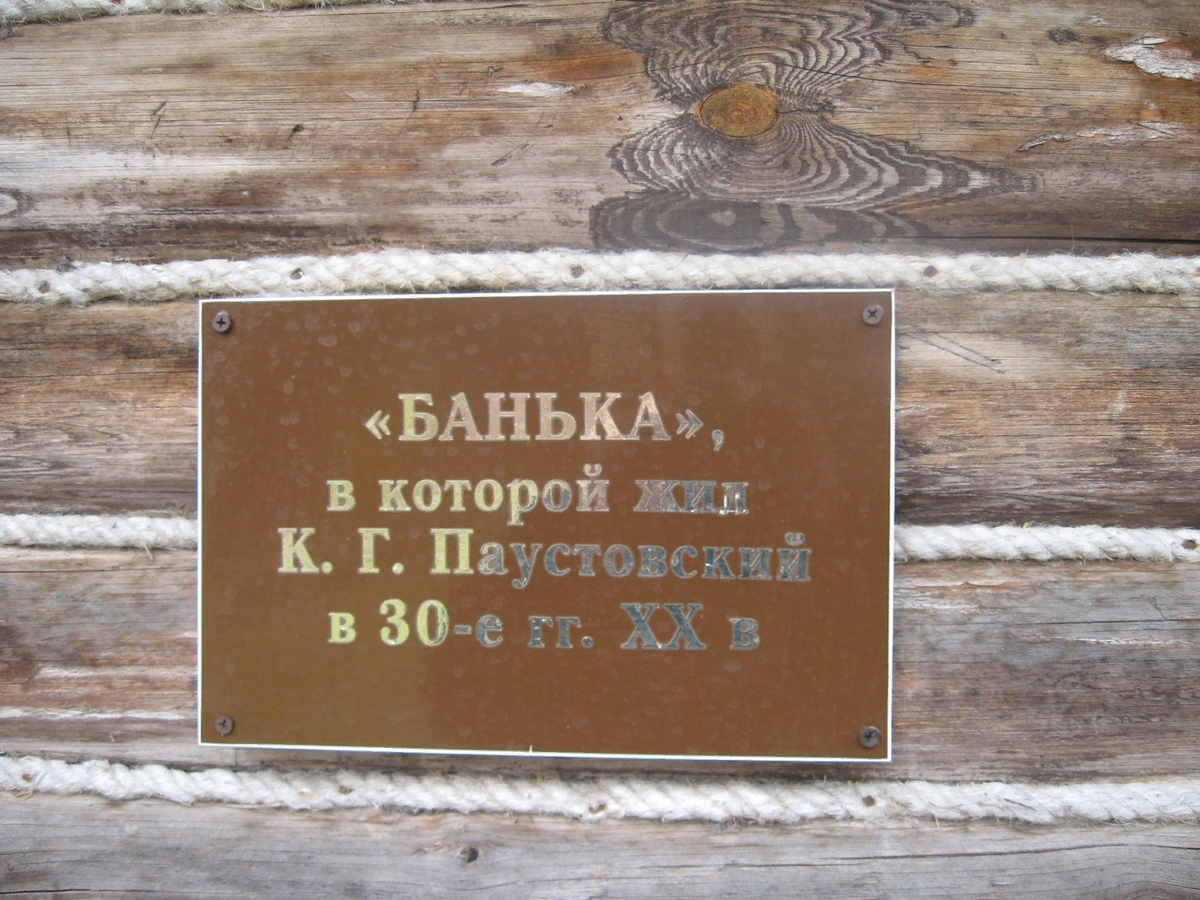 «БАНЬКА»,
в которой жил
К. Г. Паустовский
в 30-е гг. XX в